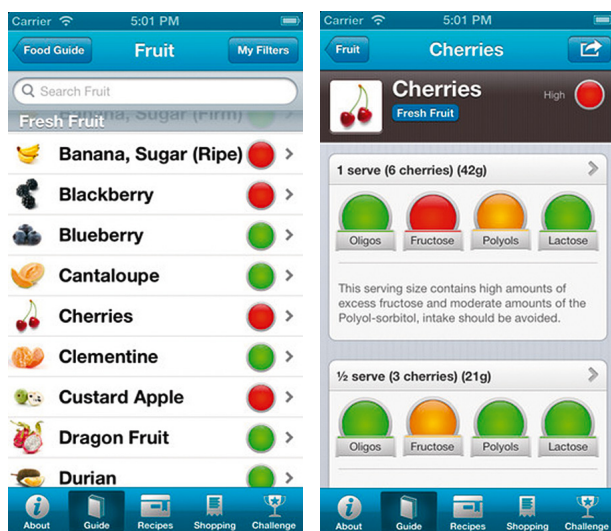 Carrier 5:01 PM
Food Guide Fruit My Filters
Search Fruit
Banana, Sugar (Firm)
Fresh Fruit
Banana, Sugar (Ripe)
Blackberry
Blueberry
Cantaloupe
Cherries
Clementine
Custard Apple
Dragon Fruit
Durian
About Guide Recipes Shopping Challenge
Carrier 5:01 PM
Fruit Cherries
Cherries
High
Fresh Fruit
1 serve (6 cherries) (42g)
Oligos Fructose Polyols Lactose
This serving size contains high amounts of
excess fructose and moderate amounts of the
Polyol-sorbitol, intake should be avoided.
½ serve (3 cherries) (21g)
Oligos Fructose Polyols Lactose
About Guide Recipes Shopping Challenge